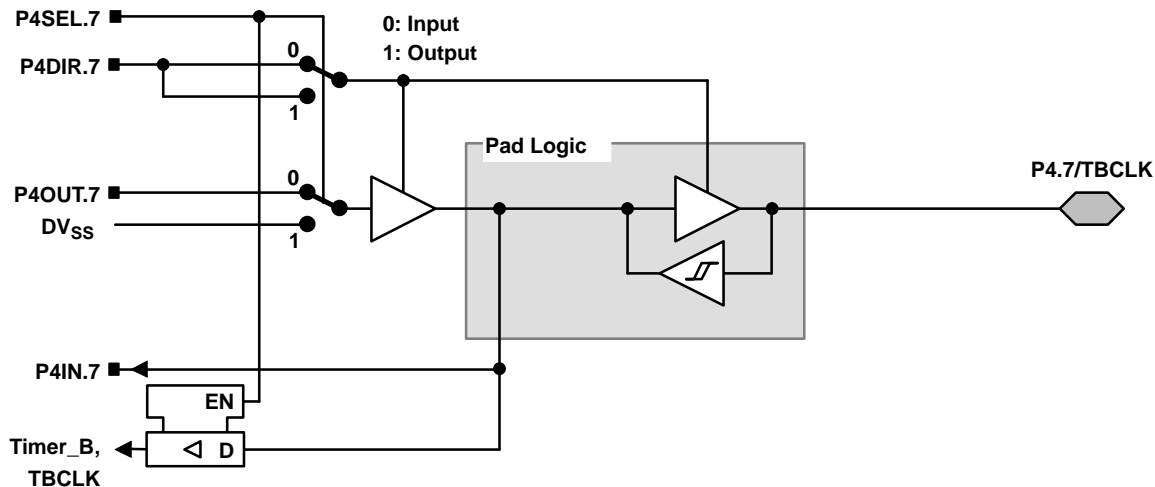 P4SEL.7
0: Input
1: Output
0
P4DIR.7
1
Pad Logic
P4.7/TBCLK
0
P4OUT.7
DVSS
1
P4IN.7
EN
Timer_B,
TBCLK
D